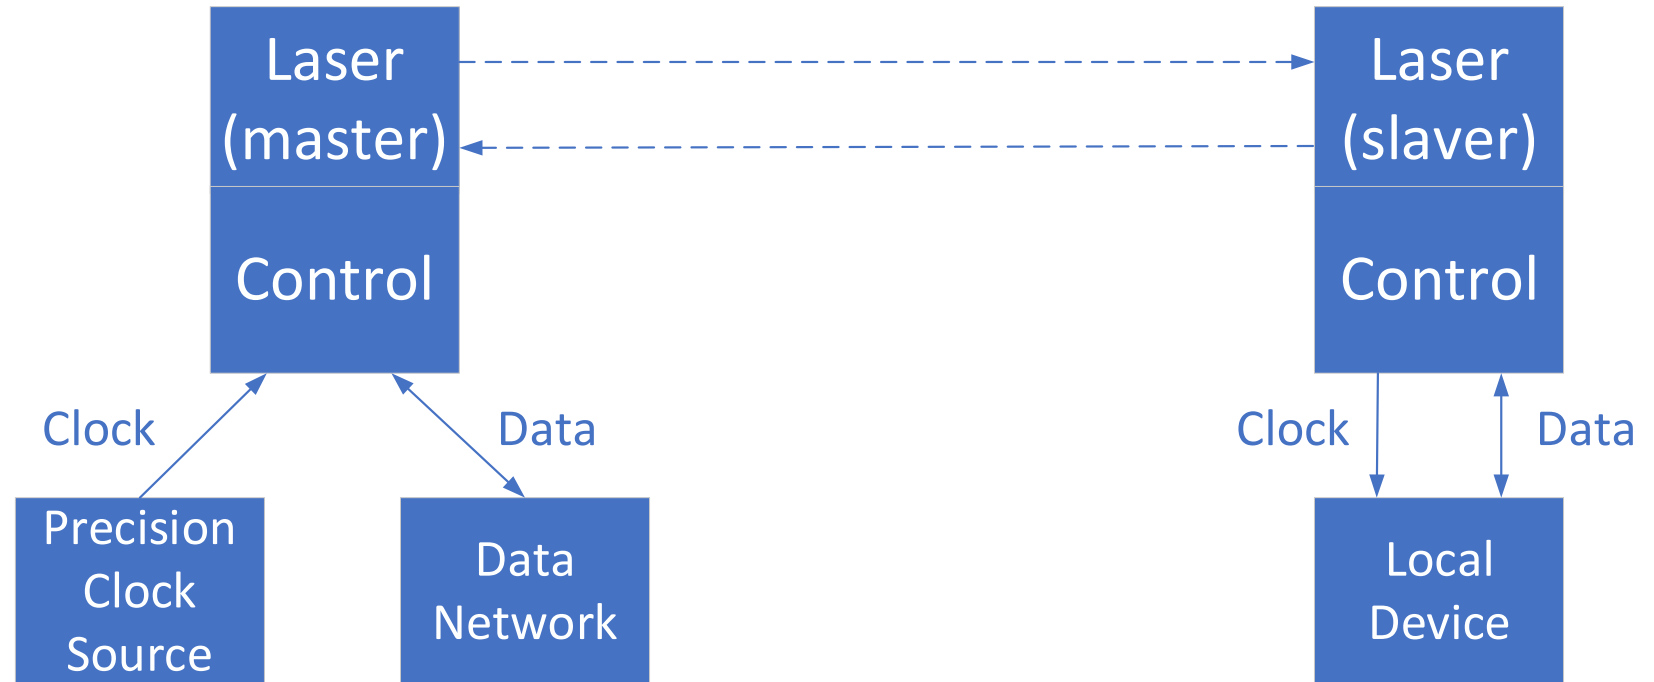 Laser
(master)
Control
Laser
(slaver)
Control
Clock
Data
Clock
Data
Precision
Clock
Source
Data
Network
Local
Device